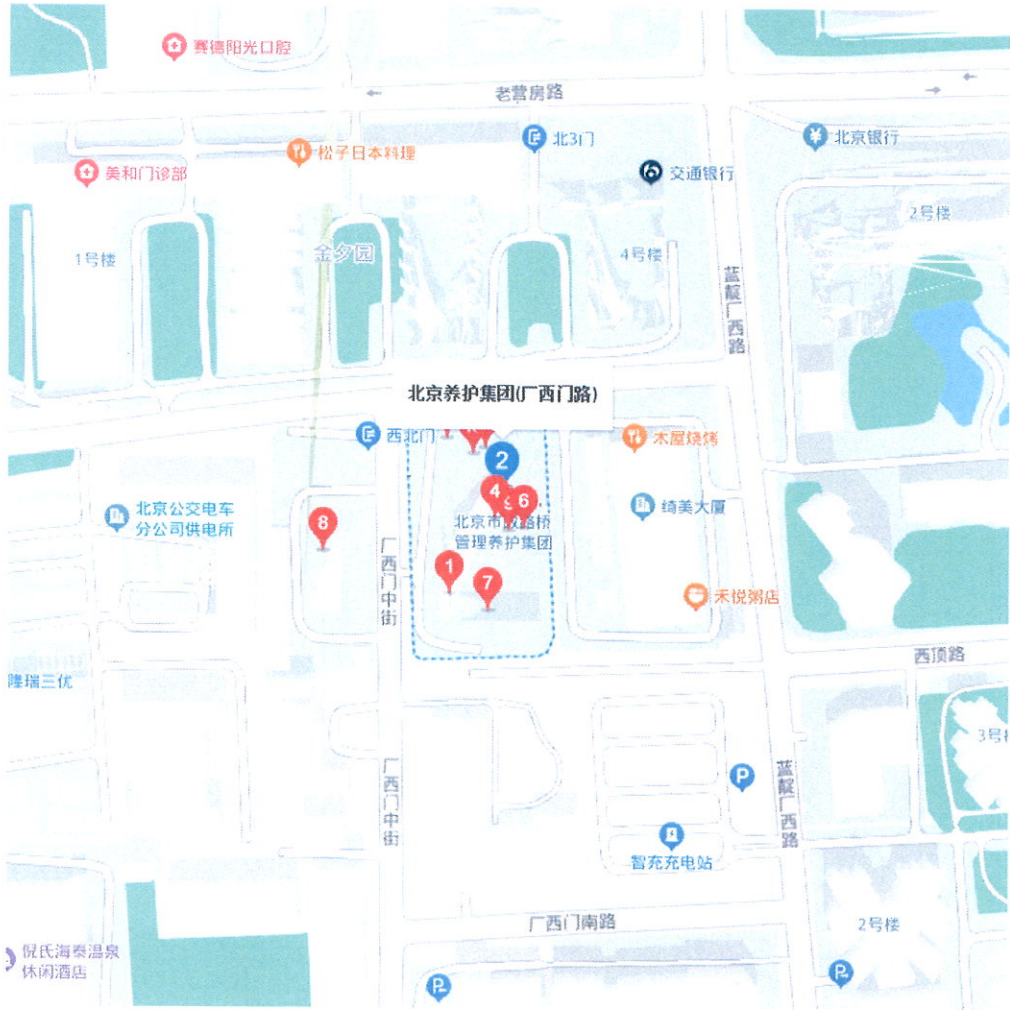 赛德阳光口腔
老营房路
北3门
北京银行
松子日本料理
美和门诊部
交通银行
2号楼
1号楼
金夕园
4号楼
蓝靛厂西路
北京养护集团(厂西门路)
西北门
木屋烧烤
2
4
9
6
北京公交电车
分公司供电所
8
绮美大厦
北京市政路桥
管理养护集团
厂西门中街
1
7
禾悦粥店
西顶路
隆瑞三优
3号楼
P
厂西门中街
蓝靛厂西路
智充充电站
厂西门南路
2号楼
倪氏海泰温泉
休闲酒店
P
P